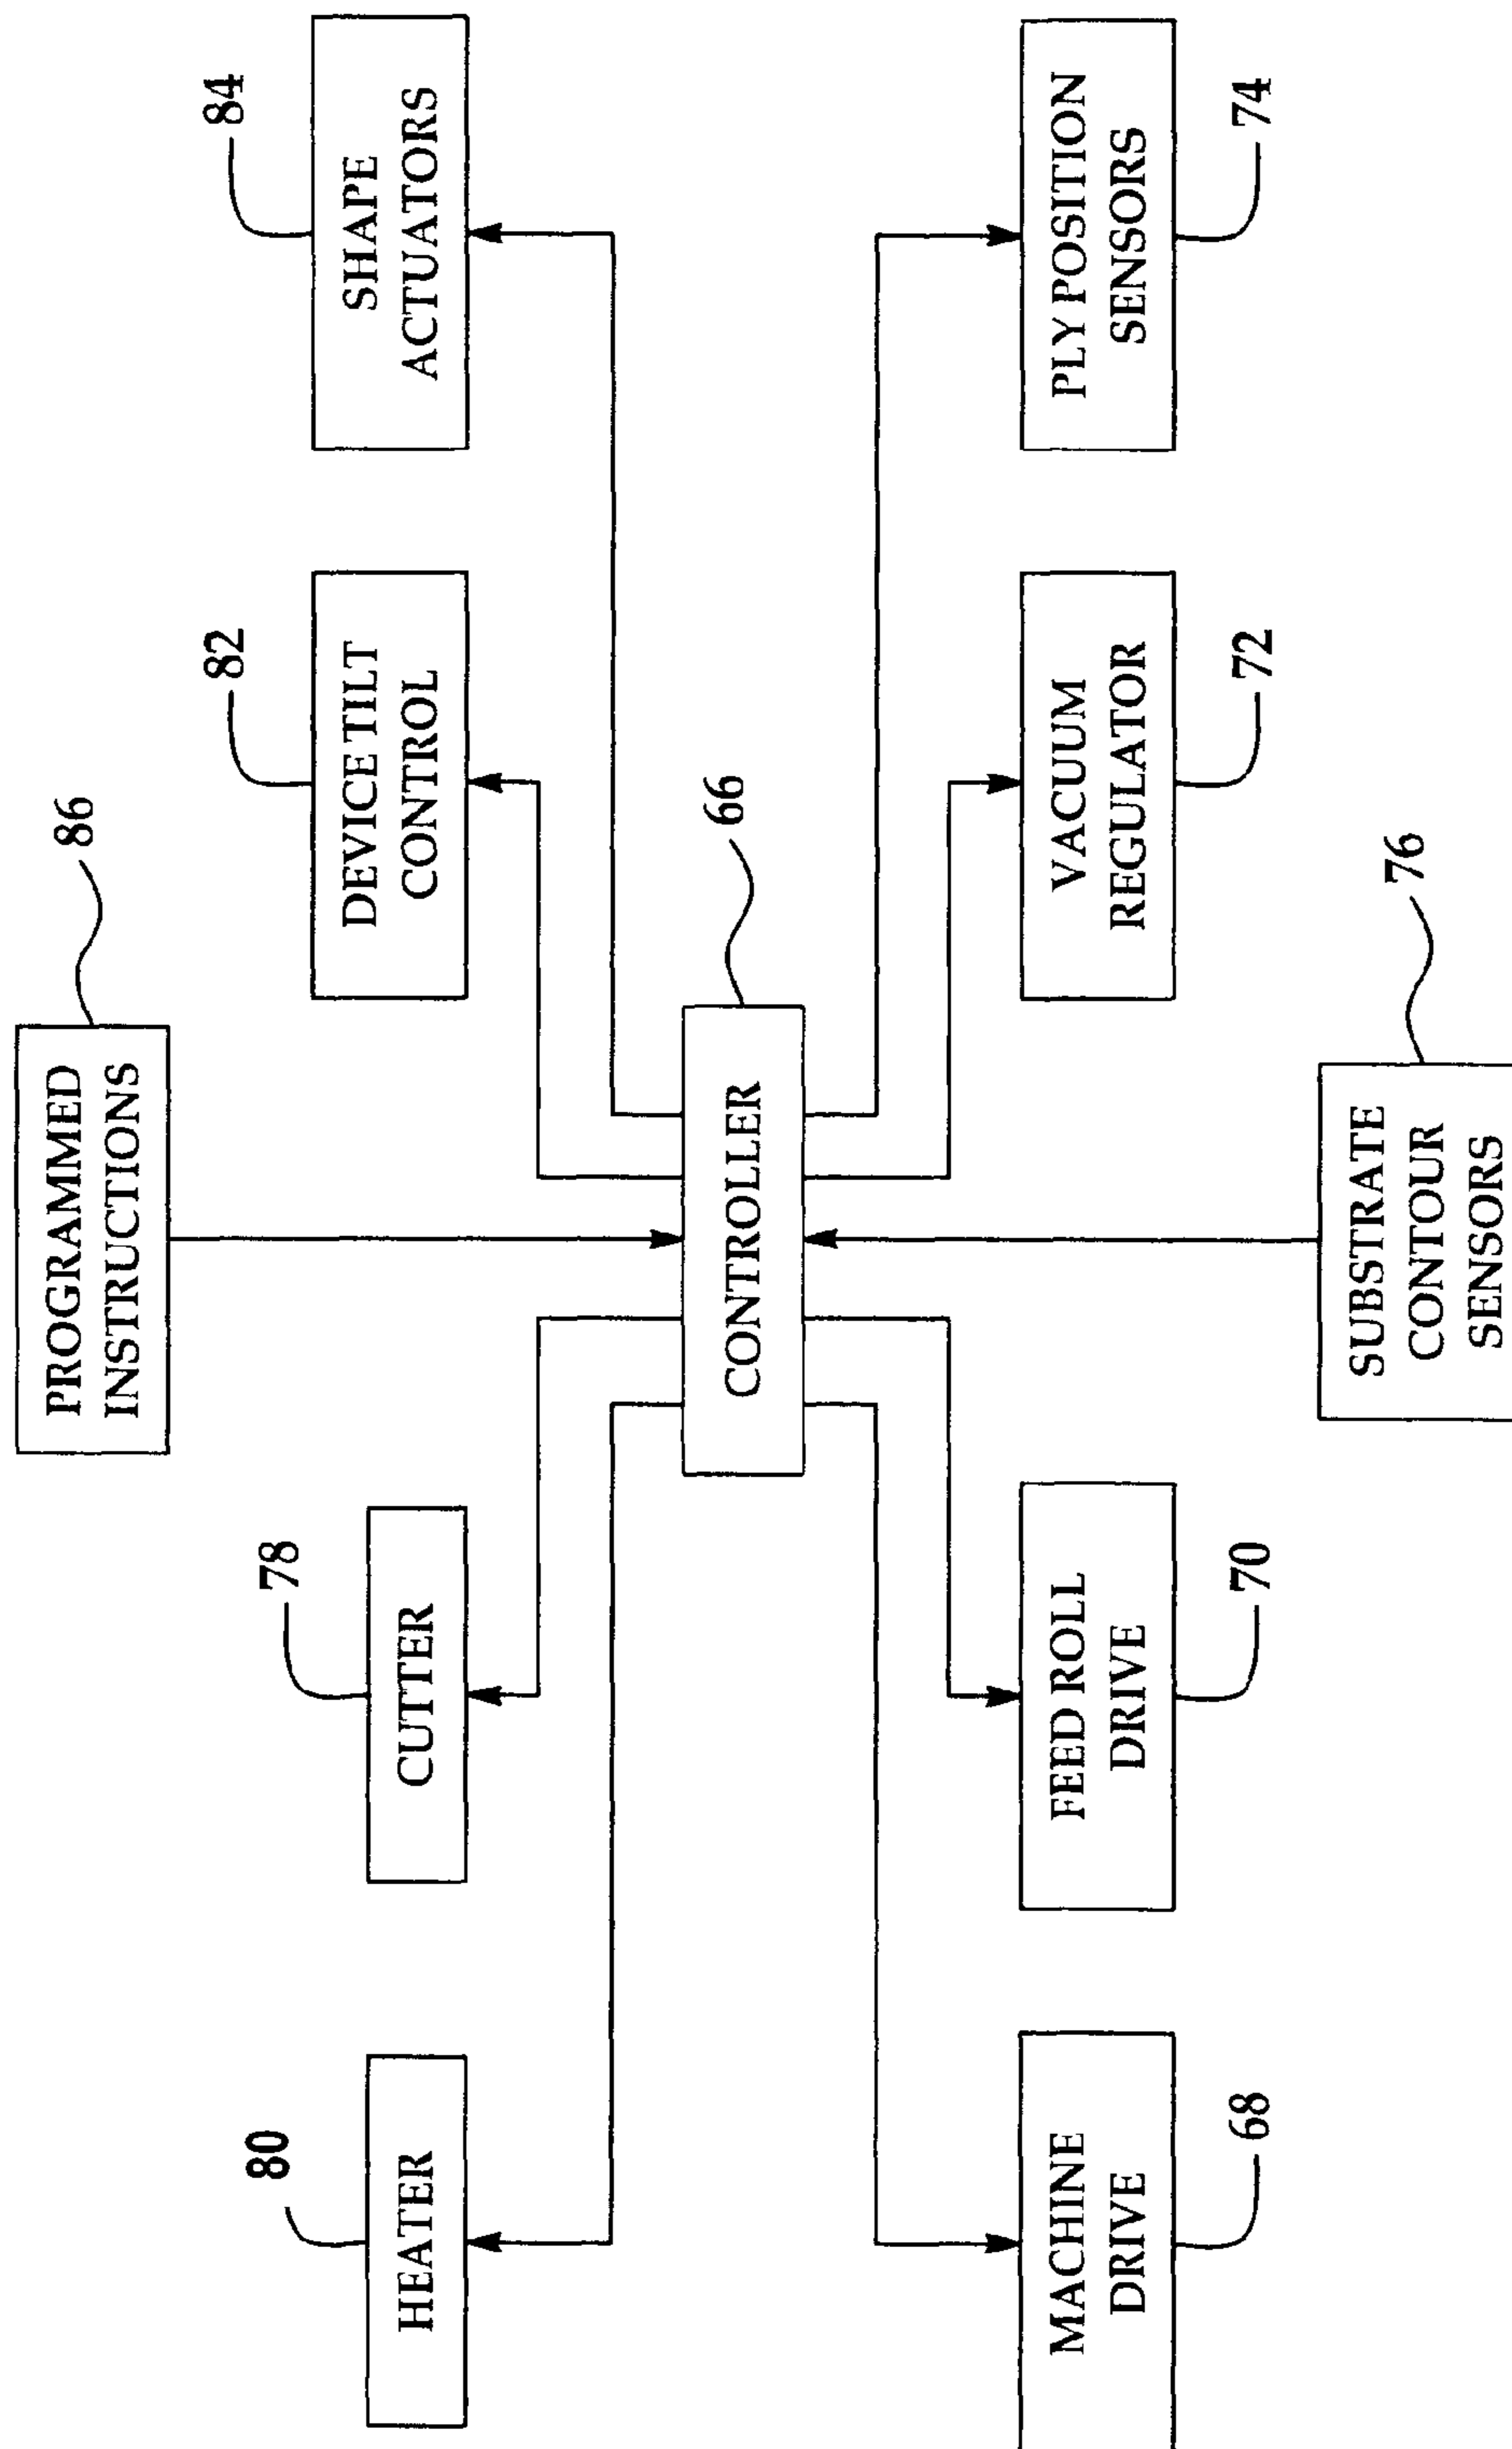 86
PROGRAMMED
INSTRUCTIONS
80
HEATER
78
CUTTER
82
DEVICE TILT
CONTROL
84
SHAPE
ACTUATORS
66
CONTROLLER
MACHINE
DRIVE
68
FEED ROLL
DRIVE
70
VACUUM
REGULATOR
72
PLY POSITION
SENSORS
74
76
SUBSTRATE
CONTOUR
SENSORS